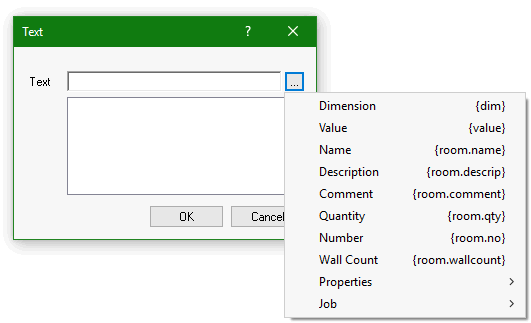 Text ?
Text ...
Dimension {dim}
Value {value}
Name {room.name}
Description {room.descrip}
Comment {room.comment}
Quantity {room.qty}
Number {room.no}
Wall Count {room.wallcount}
Properties
Job
OK Cancel